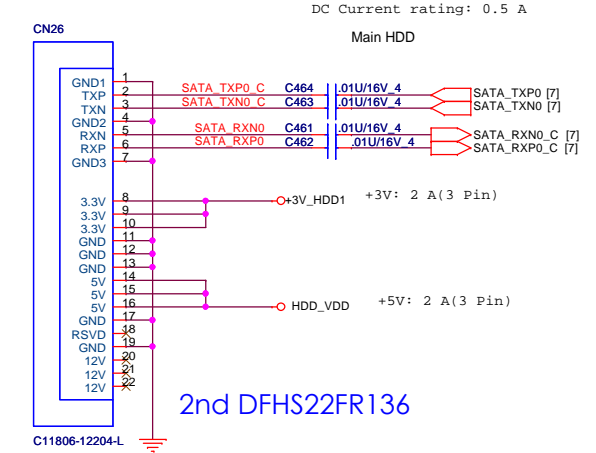 DC Current rating: 0.5 A
CN26
Main HDD
GND1 1
TXP 2 SATA_TXP0_C C464 .01U/16V_4 SATA_TXP0 [7]
TXN 3 SATA_TXN0_C C463 .01U/16V_4 SATA_TXN0 [7]
GND2 4
RXN 5 SATA_RXN0 C461 .01U/16V_4 SATA_RXN0_C [7]
RXP 6 SATA_RXP0 C462 .01U/16V_4 SATA_RXP0_C [7]
GND3 7
3.3V 8 +3V_HDD1 +3V: 2 A(3 Pin)
3.3V 9
3.3V 10
GND 11
GND 12
GND 13
5V 14
5V 15
5V 16 HDD_VDD +5V: 2 A(3 Pin)
GND 17
RSVD 18
GND 19
12V 20
12V 21
12V 22
2nd DFHS22FR136
C11806-12204-L